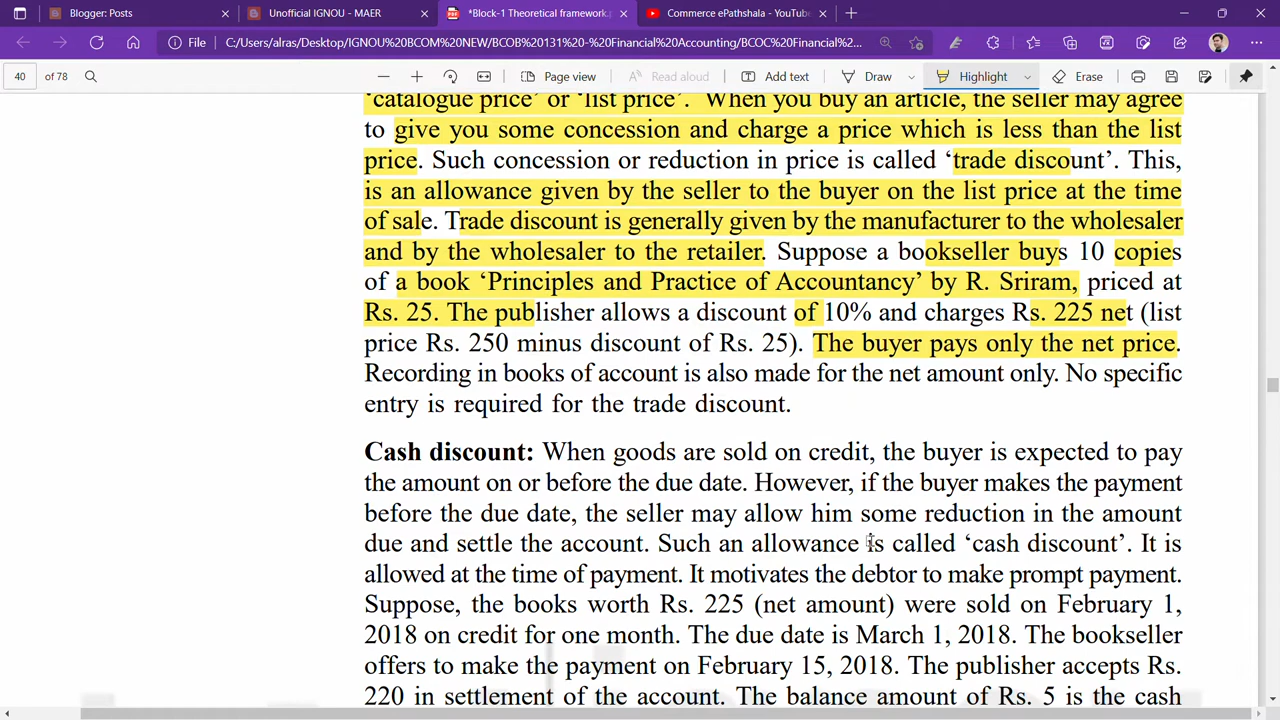 Blogger: Posts
Unofficial IGNOU - MAER
*Block-1 Theoretical framework.
Commerce ePathshala - YouTub
File
C:/Users/alras/Desktop/IGNOU%20BCOM%20NEW/BCOB%20131%20-%20Financial%20Accounting/BCOC%20Financial%2...
40 of 78
Page view
Read aloud
Add text
Draw
Highlight
Erase
'catalogue price' or 'list price'. When you buy an article, the seller may agree
to give you some concession and charge a price which is less than the list
price. Such concession or reduction in price is called ‘trade discount’. This,
is an allowance given by the seller to the buyer on the list price at the time
of sale. Trade discount is generally given by the manufacturer to the wholesaler
and by the wholesaler to the retailer. Suppose a bookseller buys 10 copies
of a book ‘Principles and Practice of Accountancy’ by R. Sriram, priced at
Rs. 25. The publisher allows a discount of 10% and charges Rs. 225 net (list
price Rs. 250 minus discount of Rs. 25). The buyer pays only the net price.
Recording in books of account is also made for the net amount only. No specific
entry is required for the trade discount.
Cash discount: When goods are sold on credit, the buyer is expected to pay
the amount on or before the due date. However, if the buyer makes the payment
before the due date, the seller may allow him some reduction in the amount
due and settle the account. Such an allowance is called ‘cash discount’. It is
allowed at the time of payment. It motivates the debtor to make prompt payment.
Suppose, the books worth Rs. 225 (net amount) were sold on February 1,
2018 on credit for one month. The due date is March 1, 2018. The bookseller
offers to make the payment on February 15, 2018. The publisher accepts Rs.
220 in settlement of the account. The balance amount of Rs. 5 is the cash